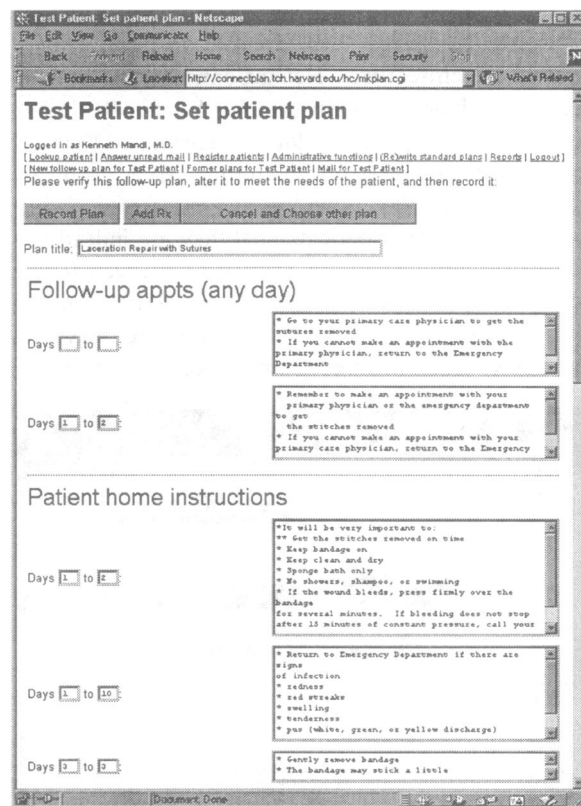 Test Patient: Set patient plan - Netscape
File Edit View Go Communicator Help
Back Forward Reload Home Search Netscape Print Security Stop
Bookmarks Location: http://connectplan.tch.harvard.edu/hc/mkplan.cgi What's Related
Test Patient: Set patient plan
Logged in as Kenneth Mandl, M.D.
[ Lookup patient | Answer unread mail | Register patients | Administrative functions | (Re)write standard plans | Reports | Logout ]
[ New follow-up plan for Test Patient | Former plans for Test Patient | Mail for Test Patient ]
Please verify this follow-up plan, alter it to meet the needs of the patient, and then record it:
Record Plan Add Rx Cancel and Choose other plan
Plan title: Laceration Repair with Sutures
Follow-up appts (any day)
Days to :
* Go to your primary care physician to get the
sutures removed
* If you cannot make an appointment with the
primary physician, return to the Emergency
Department
Days 1 to 2 :
* Remember to make an appointment with your
primary physician or the emergency department
to get
the stitches removed
* If you cannot make an appointment with your
primary care physician, return to the Emergency
Patient home instructions
Days 1 to 2 :
*It will be very important to:
** Get the stitches removed on time
* Keep bandage on
* Keep clean and dry
* Sponge bath only
* No showers, shampoo, or swimming
* If the wound bleeds, press firmly over the
bandage
for several minutes. If bleeding does not stop
after 15 minutes of constant pressure, call your
Days 1 to 10 :
* Return to Emergency Department if there are
signs
of infection
* redness
* red streaks
* swelling
* tenderness
* pus (white, green, or yellow discharge)
Days 3 to 3 :
* Gently remove bandage
* The bandage may stick a little
Document: Done